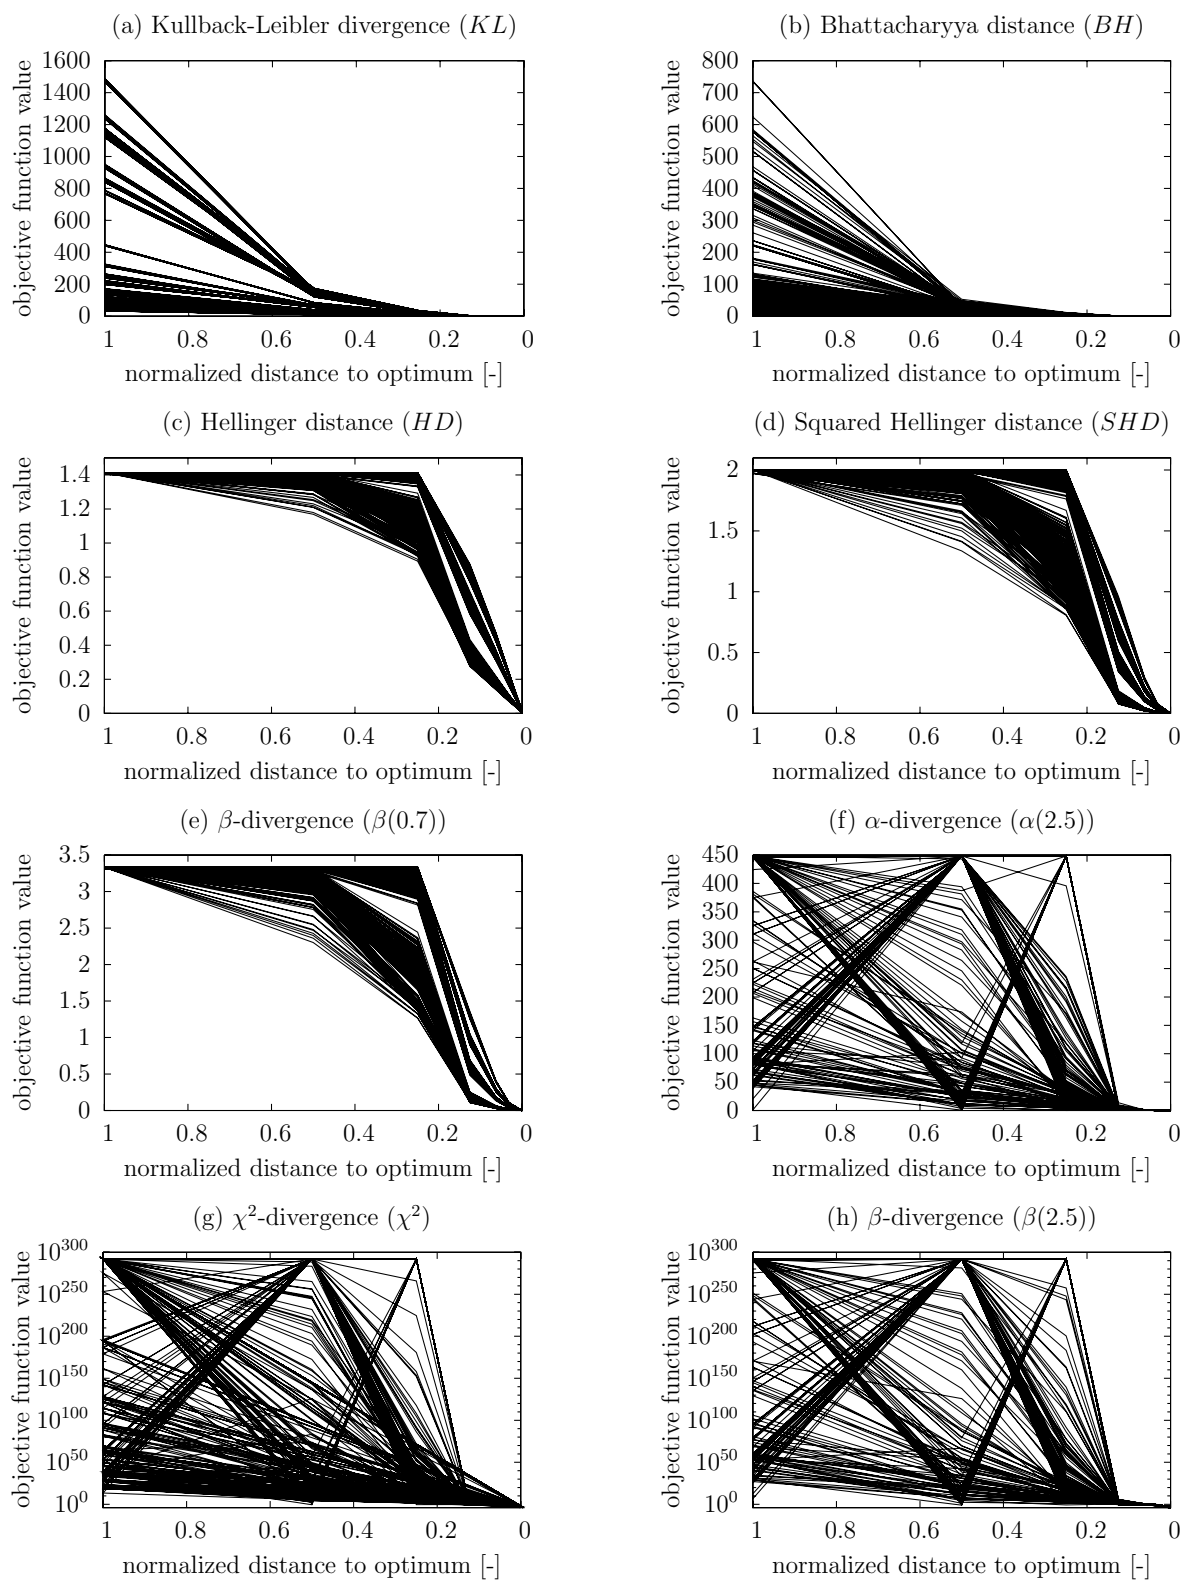 (a) Kullback-Leibler divergence (KL)
objective function value
1600
1400
1200
1000
800
600
400
200
0
1 0.8 0.6 0.4 0.2 0
normalized distance to optimum [-]
(b) Bhattacharyya distance (BH)
objective function value
800
700
600
500
400
300
200
100
0
1 0.8 0.6 0.4 0.2 0
normalized distance to optimum [-]
(c) Hellinger distance (HD)
objective function value
1.4
1.2
1
0.8
0.6
0.4
0.2
0
1 0.8 0.6 0.4 0.2 0
normalized distance to optimum [-]
(d) Squared Hellinger distance (SHD)
objective function value
2
1.5
1
0.5
0
1 0.8 0.6 0.4 0.2 0
normalized distance to optimum [-]
(e) β-divergence (β(0.7))
objective function value
3.5
3
2.5
2
1.5
1
0.5
0
1 0.8 0.6 0.4 0.2 0
normalized distance to optimum [-]
(f) α-divergence (α(2.5))
objective function value
450
400
350
300
250
200
150
100
50
0
1 0.8 0.6 0.4 0.2 0
normalized distance to optimum [-]
(g) χ²-divergence (χ²)
objective function value
10³⁰⁰
10²⁵⁰
10²⁰⁰
10¹⁵⁰
10¹⁰⁰
10⁵⁰
10⁰
1 0.8 0.6 0.4 0.2 0
normalized distance to optimum [-]
(h) β-divergence (β(2.5))
objective function value
10³⁰⁰
10²⁵⁰
10²⁰⁰
10¹⁵⁰
10¹⁰⁰
10⁵⁰
10⁰
1 0.8 0.6 0.4 0.2 0
normalized distance to optimum [-]